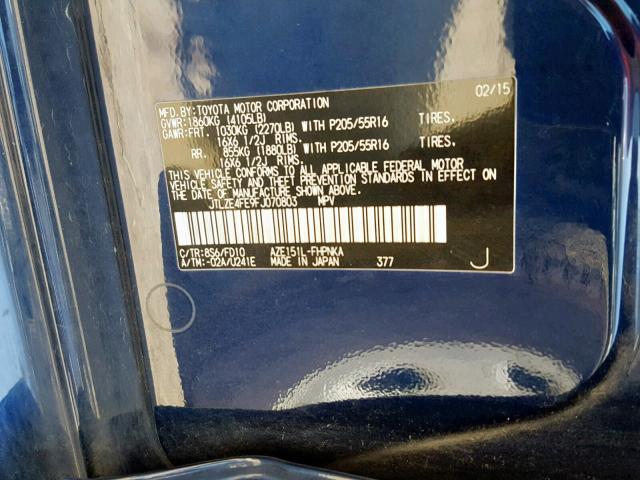 MFD.BY:TOYOTA MOTOR CORPORATION 02/15
GVWR:1860KG (4105LB)
GAWR:FRT. 1030KG (2270LB) WITH P205/55R16 TIRES,
16X6 1/2J RIMS.
RR. 855KG (1880LB) WITH P205/55R16 TIRES,
16X6 1/2J RIMS.
THIS VEHICLE CONFORMS TO ALL APPLICABLE FEDERAL MOTOR
VEHICLE SAFETY AND THEFT PREVENTION STANDARDS IN EFFECT
ON THE DATE OF MANUFACTURE SHOWN ABOVE.
JTLZE4FE9FJ070803 MPV
C/TR:8S6/FD10 AZE151L-FHPNKA
A/TM:-02A/U241E MADE IN JAPAN 377 J